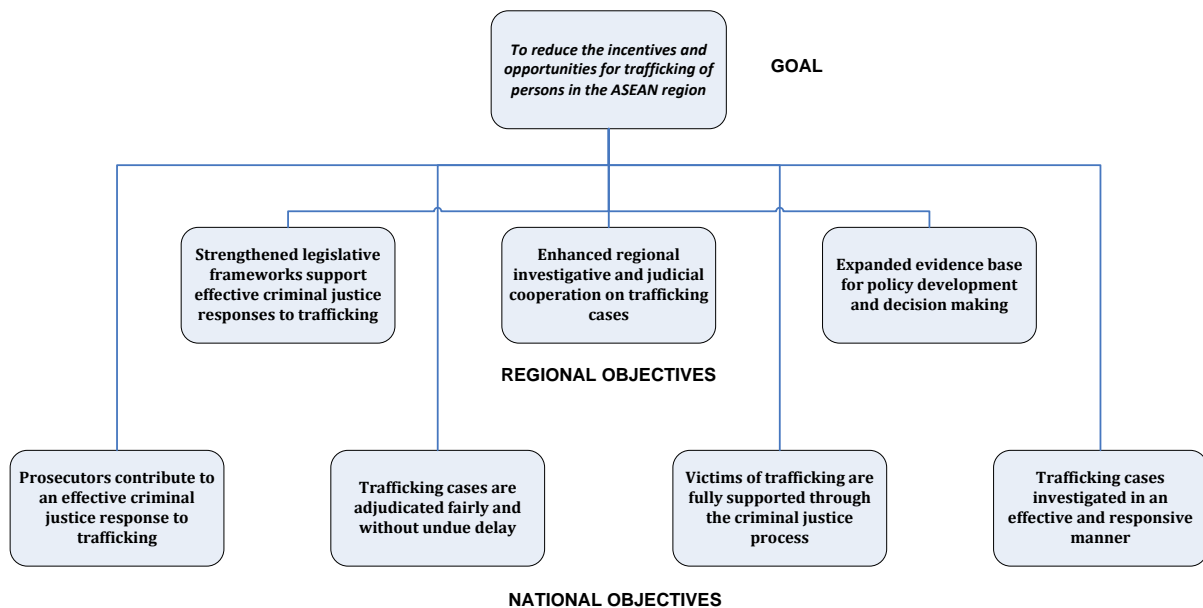 To reduce the incentives and
opportunities for trafficking of
persons in the ASEAN region
GOAL
Strengthened legislative
frameworks support
effective criminal justice
responses to trafficking
Enhanced regional
investigative and judicial
cooperation on trafficking
cases
Expanded evidence base
for policy development
and decision making
REGIONAL OBJECTIVES
Prosecutors contribute to
an effective criminal
justice response to
trafficking
Trafficking cases are
adjudicated fairly and
without undue delay
Victims of trafficking are
fully supported through
the criminal justice
process
Trafficking cases
investigated in an
effective and responsive
manner
NATIONAL OBJECTIVES